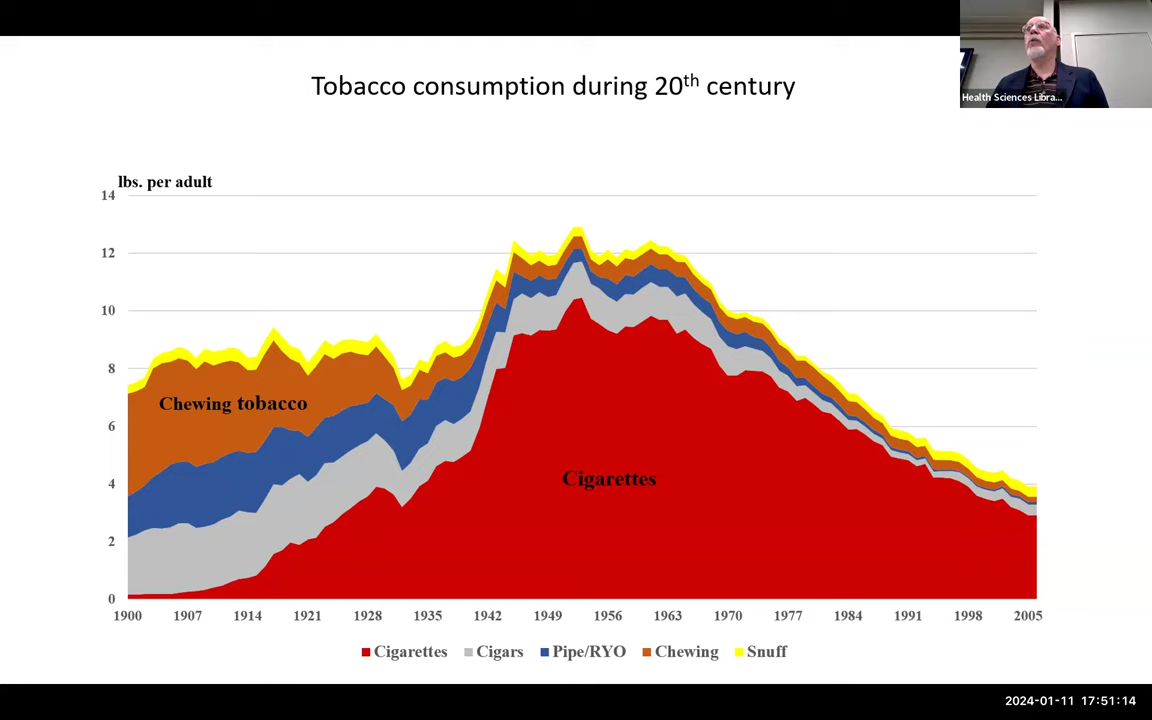 Tobacco consumption during 20th century
Health Sciences Libra...
lbs. per adult
14
12
10
8
6
4
2
0
Chewing tobacco
Cigarettes
1900 1907 1914 1921 1928 1935 1942 1949 1956 1963 1970 1977 1984 1991 1998 2005
Cigarettes Cigars Pipe/RYO Chewing Snuff
2024-01-11 17:51:14